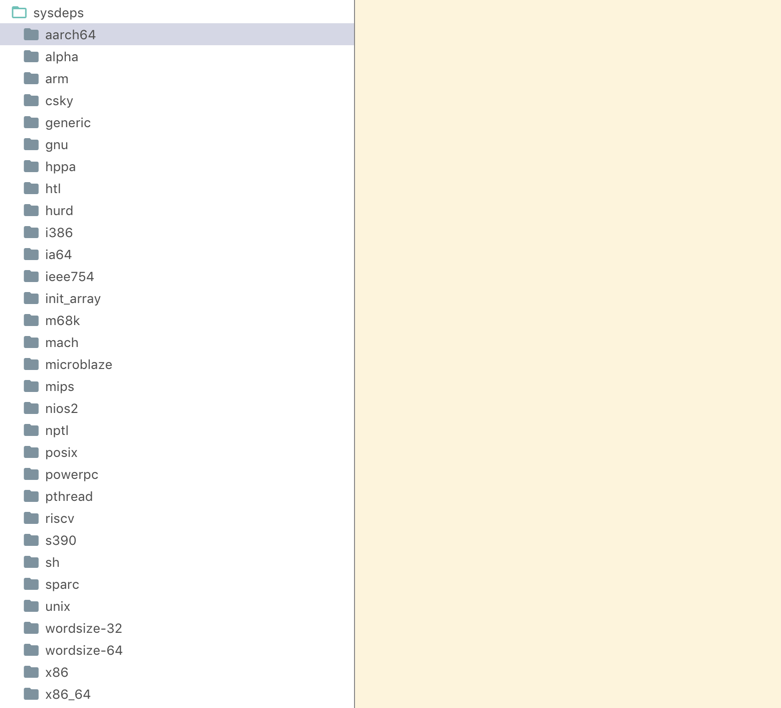 sysdeps
aarch64
alpha
arm
csky
generic
gnu
hppa
htl
hurd
i386
ia64
ieee754
init_array
m68k
mach
microblaze
mips
nios2
nptl
posix
powerpc
pthread
riscv
s390
sh
sparc
unix
wordsize-32
wordsize-64
x86
x86_64